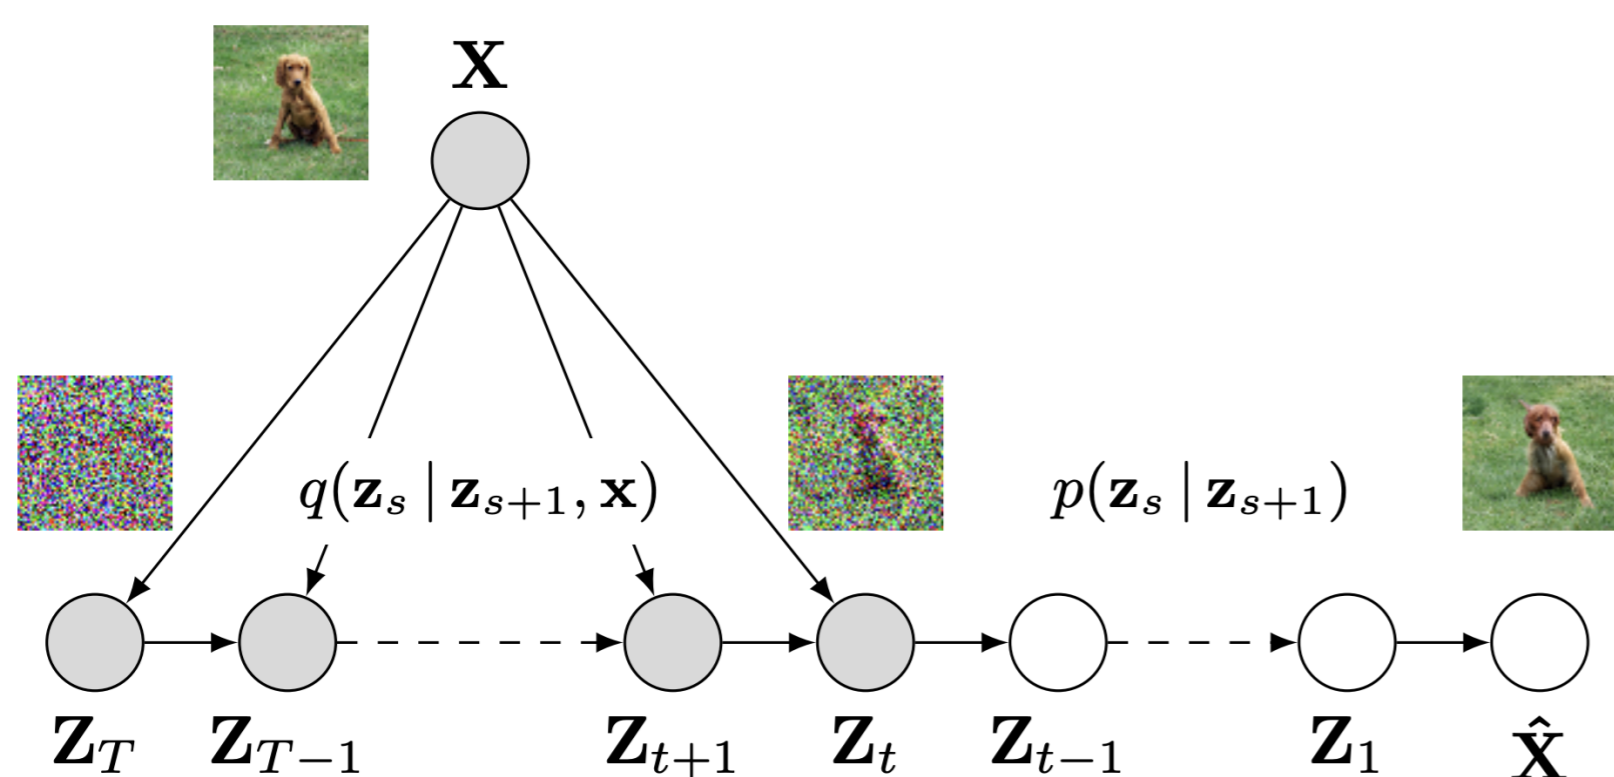 x
q(z_s | z_{s+1}, x)
p(z_s | z_{s+1})
z_T
z_{T−1}
z_{t+1}
z_t
z_{t−1}
z_1
x̂